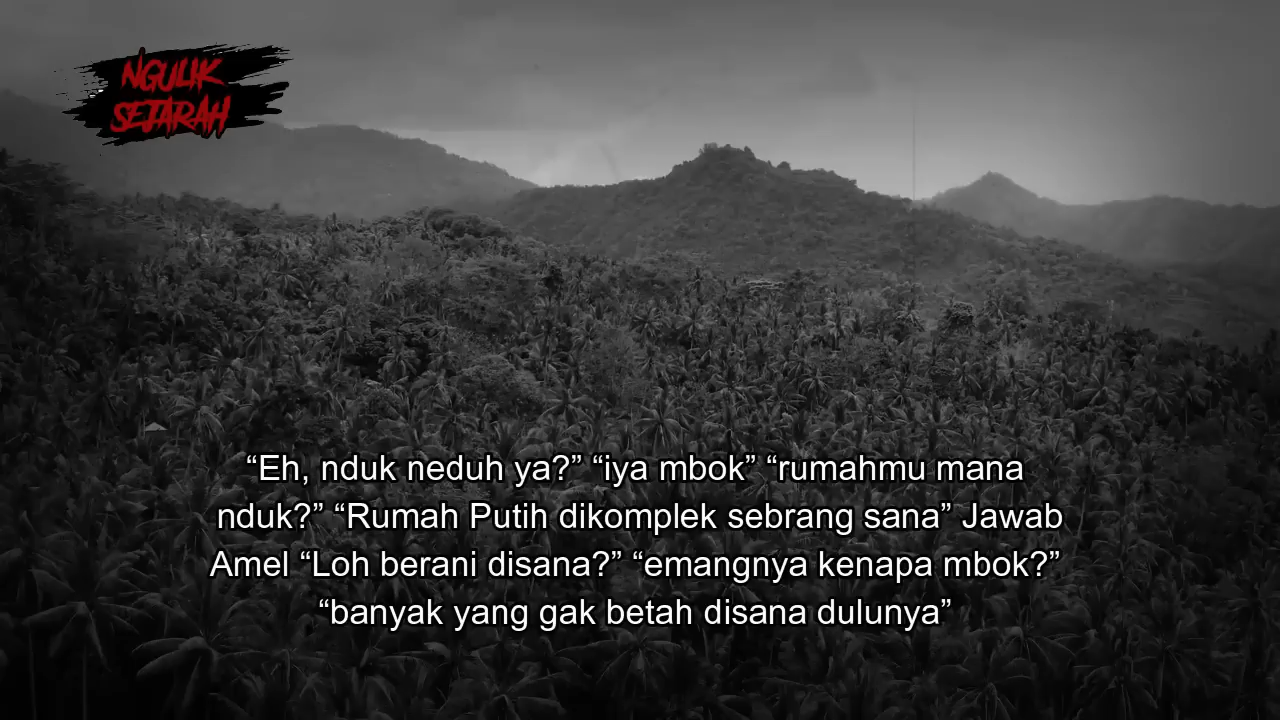 NGULIK
SEJARAH
“Eh, nduk neduh ya?” “iya mbok” “rumahmu mana
nduk?” “Rumah Putih dikomplek sebrang sana” Jawab
Amel “Loh berani disana?” “emangnya kenapa mbok?”
“banyak yang gak betah disana dulunya”